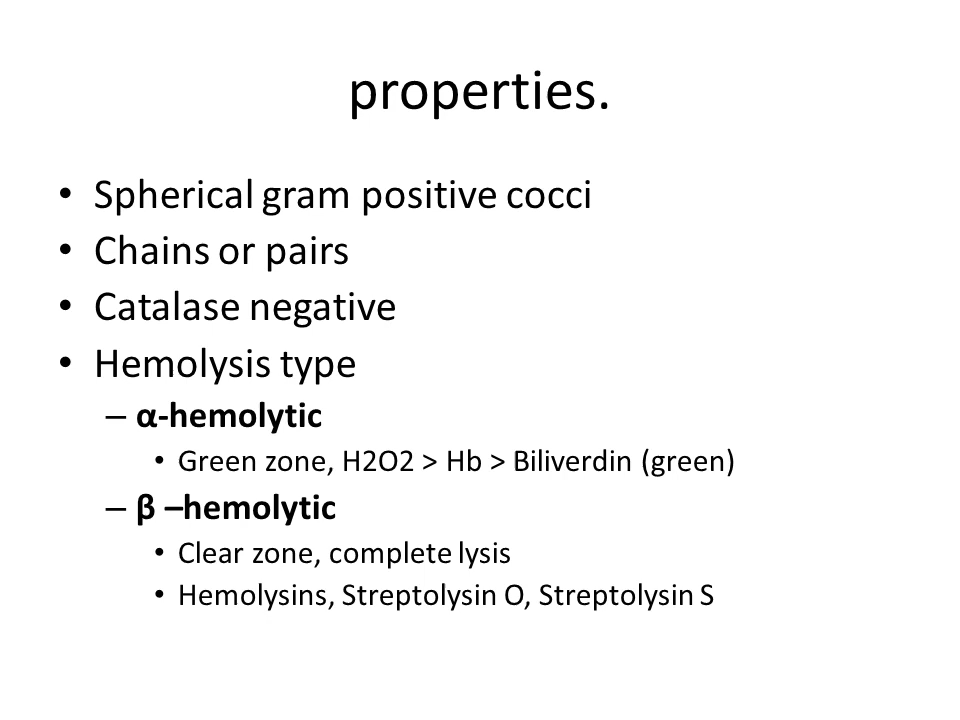 properties.
• Spherical gram positive cocci
• Chains or pairs
• Catalase negative
• Hemolysis type
– α-hemolytic
• Green zone, H2O2 > Hb > Biliverdin (green)
– β –hemolytic
• Clear zone, complete lysis
• Hemolysins, Streptolysin O, Streptolysin S